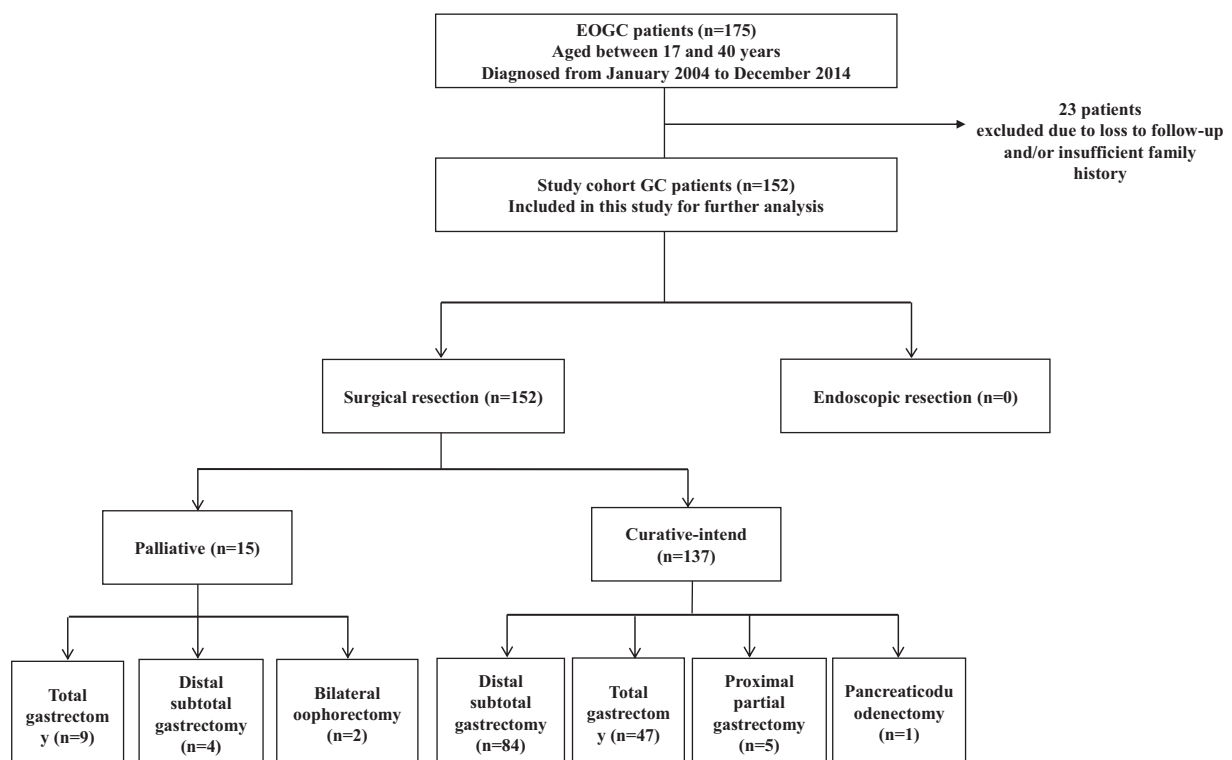 EOGC patients (n=175)
Aged between 17 and 40 years
Diagnosed from January 2004 to December 2014
23 patients
excluded due to loss to follow-up
and/or insufficient family
history
Study cohort GC patients (n=152)
Included in this study for further analysis
Surgical resection (n=152)
Endoscopic resection (n=0)
Palliative (n=15)
Curative-intend
(n=137)
Total
gastrectom
y (n=9)
Distal
subtotal
gastrectomy
(n=4)
Bilateral
oophorectomy
(n=2)
Distal
subtotal
gastrectomy
(n=84)
Total
gastrectom
y (n=47)
Proximal
partial
gastrectomy
(n=5)
Pancreaticodu
odenectomy
(n=1)